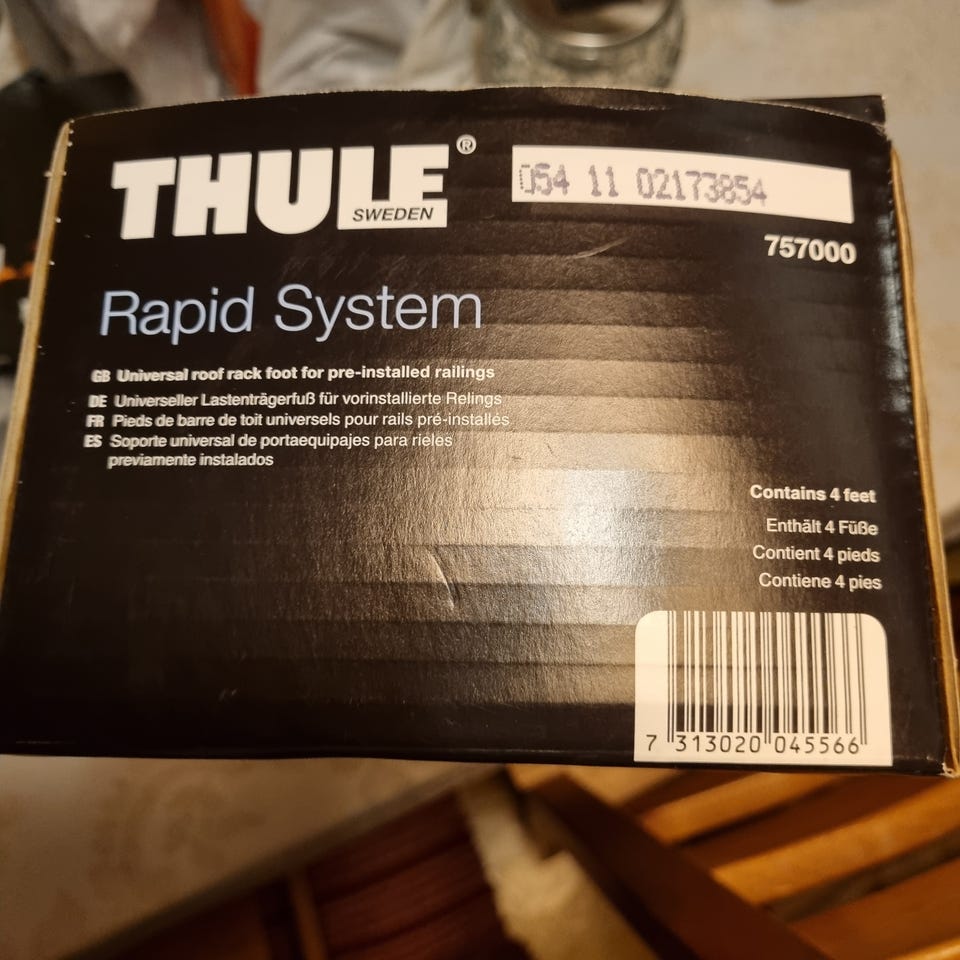 THULE®
SWEDEN
054 11 02173854
757000
Rapid System
GB Universal roof rack foot for pre-installed railings
DE Universeller Lastenträgerfuß für vorinstallierte Relings
FR Pieds de barre de toit universels pour rails pré-installés
ES Soporte universal de portaequipajes para rieles
previamente instalados
Contains 4 feet
Enthält 4 Füße
Contient 4 pieds
Contiene 4 pies
7 313020 045566